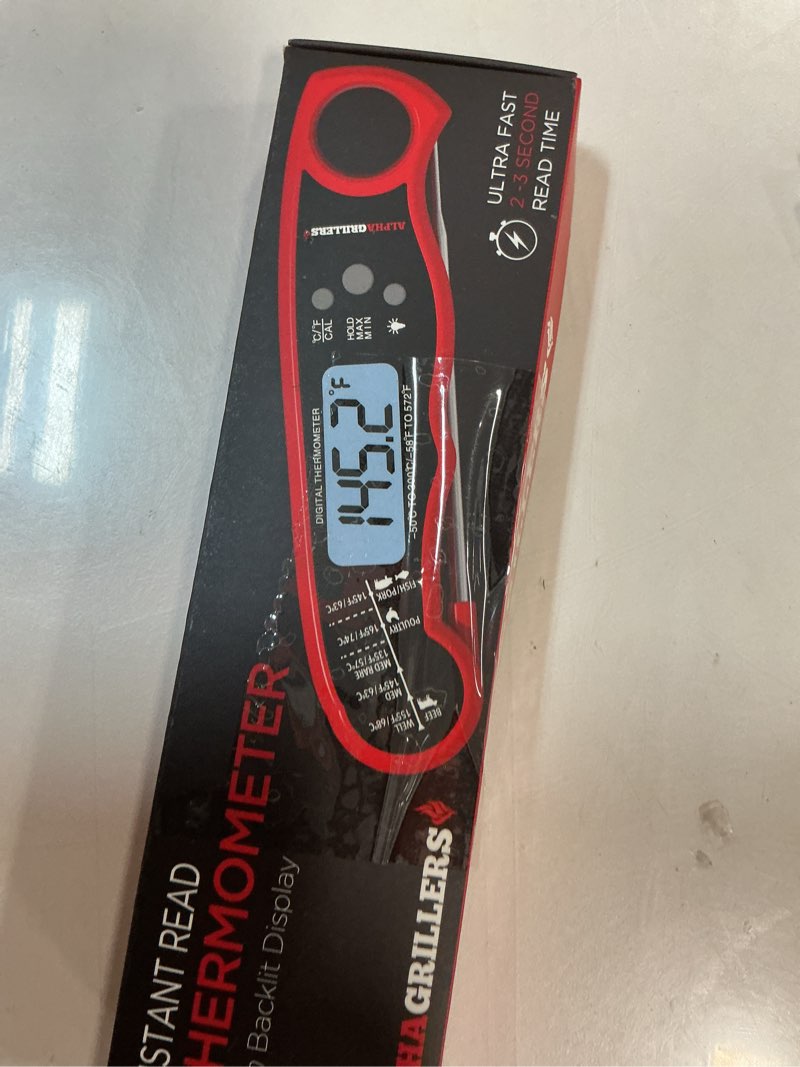 ULTRA FAST
2 -3 SECOND
READ TIME
ALPHAGRILLERS
°C/°F
CAL
HOLD
MAX
MIN
DIGITAL THERMOMETER
145.2°F
-50°C TO 300°C/-58°F TO 572°F
FISH/PORK
145°F/63°C
POULTRY
165°F/74°C
MED RARE
135°F/57°C
MED
145°F/63°C
WELL
155°F/68°C
BEEF
STANT READ
HERMOMETER
Backlit Display
HA GRILLERS